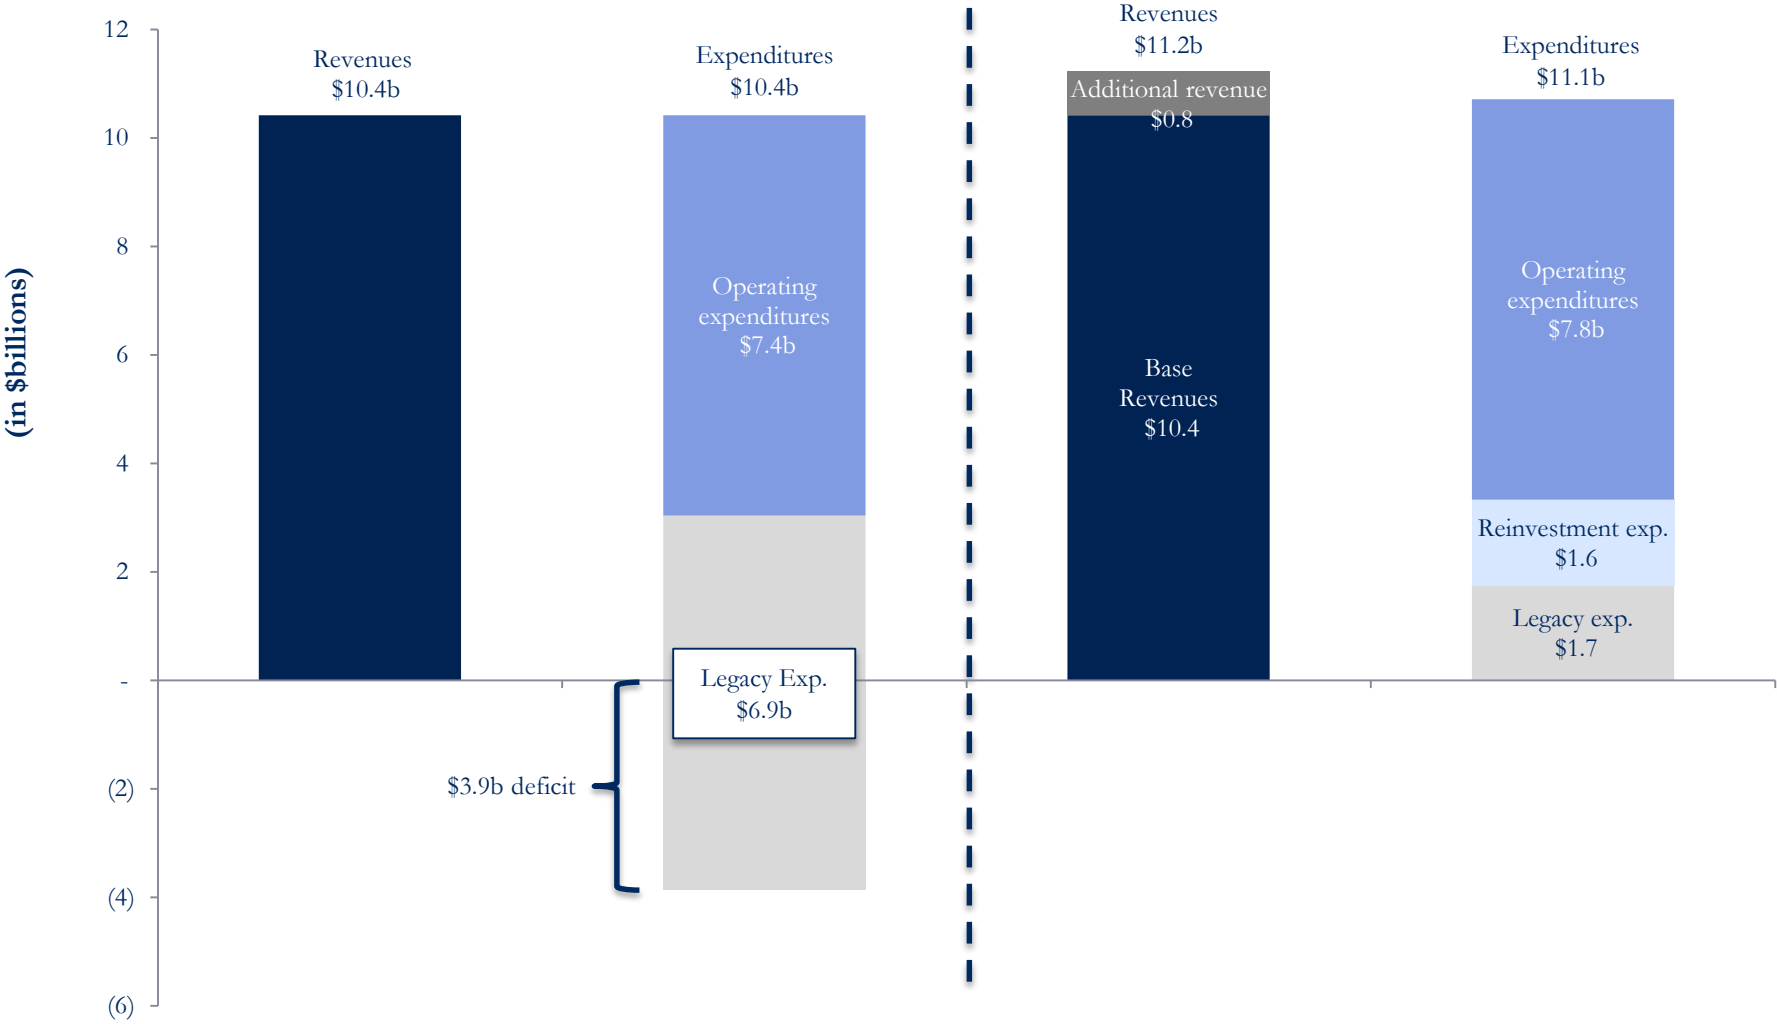 (in $billions)
12
10
8
6
4
2
-
(2)
(4)
(6)
Revenues
$10.4b
Expenditures
$10.4b
Operating
expenditures
$7.4b
Legacy Exp.
$6.9b
$3.9b deficit
Revenues
$11.2b
Additional revenue
$0.8
Base
Revenues
$10.4
Expenditures
$11.1b
Operating
expenditures
$7.8b
Reinvestment exp.
$1.6
Legacy exp.
$1.7